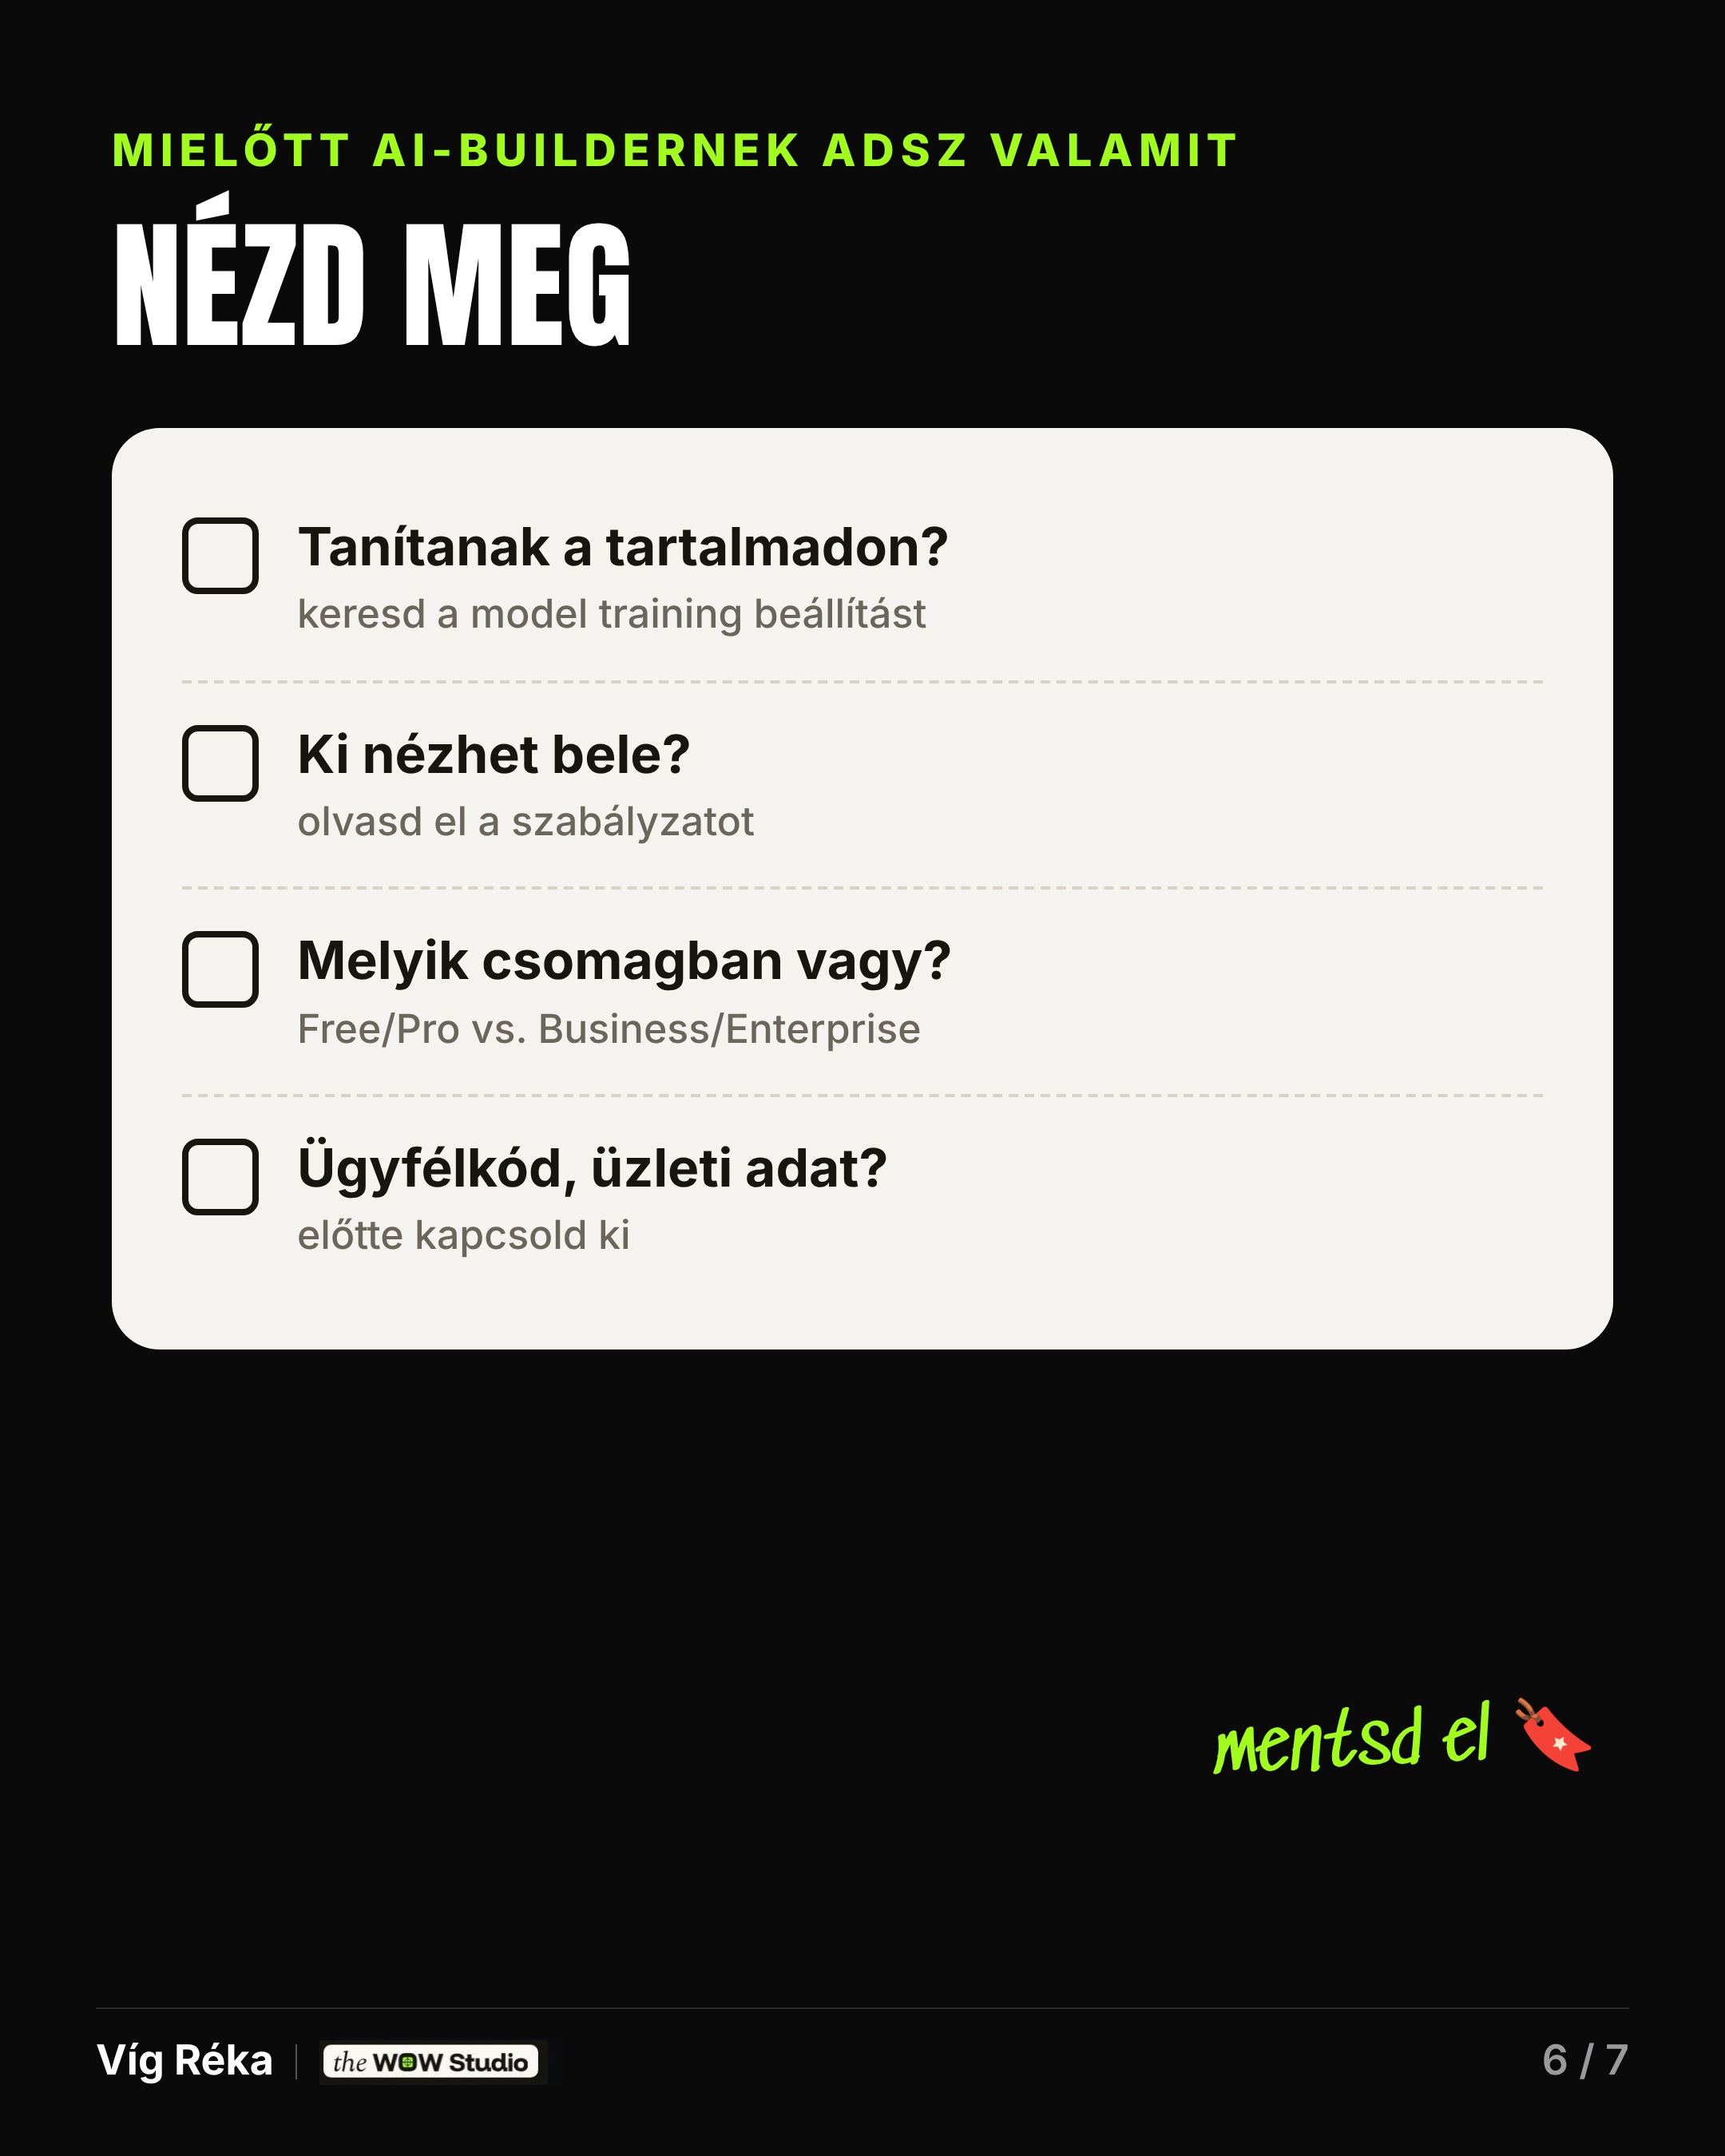 MIELŐTT AI-BUILDERNEK ADSZ VALAMIT
NÉZD MEG
Tanítanak a tartalmadon?
keresd a model training beállítást
Ki nézhet bele?
olvasd el a szabályzatot
Melyik csomagban vagy?
Free/Pro vs. Business/Enterprise
Ügyfélkód, üzleti adat?
előtte kapcsold ki
mentsd el
Víg Réka
the WOW Studio
6 / 7